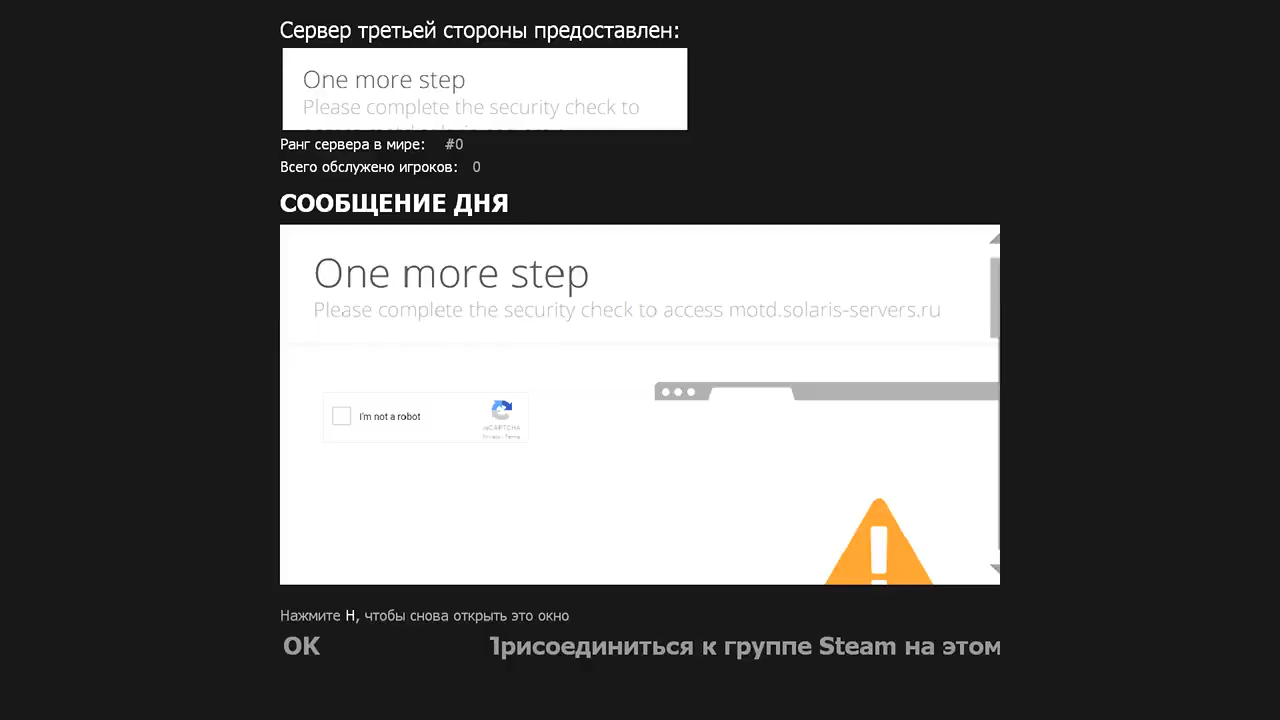 Сервер третьей стороны предоставлен:
One more step
Please complete the security check to
Ранг сервера в мире: #0
Всего обслужено игроков: 0
СООБЩЕНИЕ ДНЯ
One more step
Please complete the security check to access motd.solaris-servers.ru
I'm not a robot
reCAPTCHA
Privacy - Terms
Нажмите H, чтобы снова открыть это окно
OK
Присоединиться к группе Steam на этом